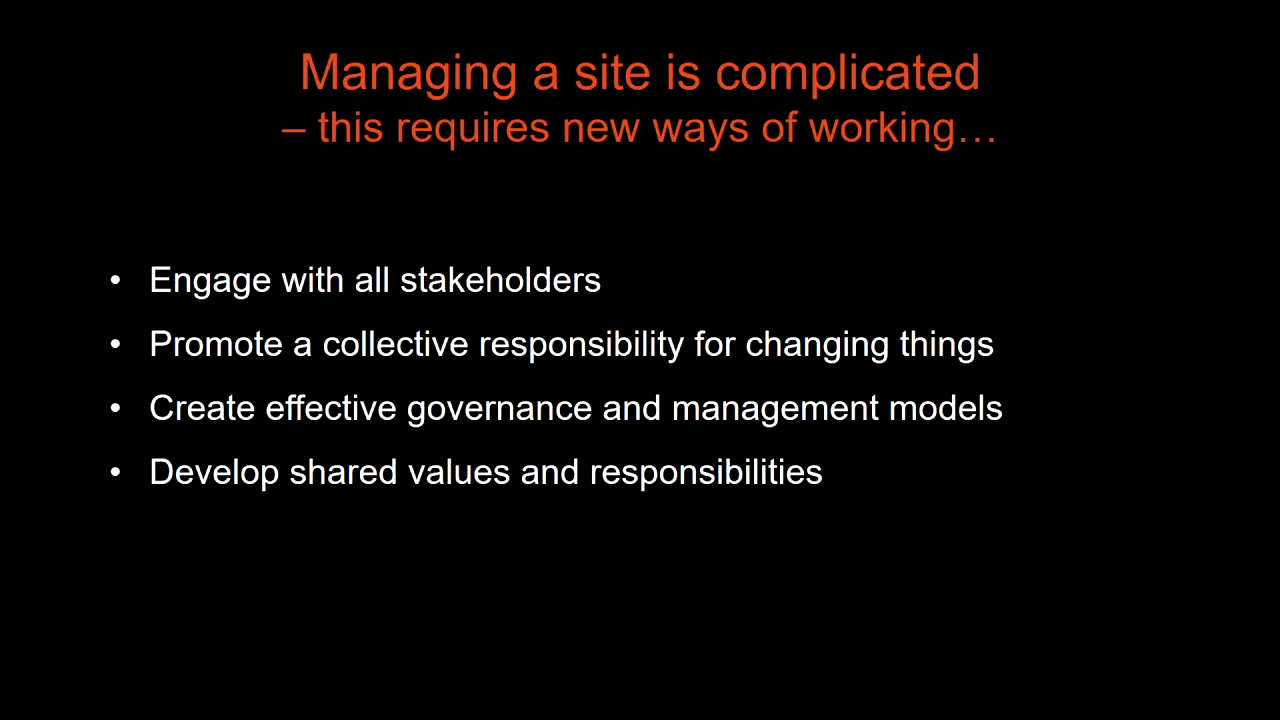 Managing a site is complicated
– this requires new ways of working…
• Engage with all stakeholders
• Promote a collective responsibility for changing things
• Create effective governance and management models
• Develop shared values and responsibilities